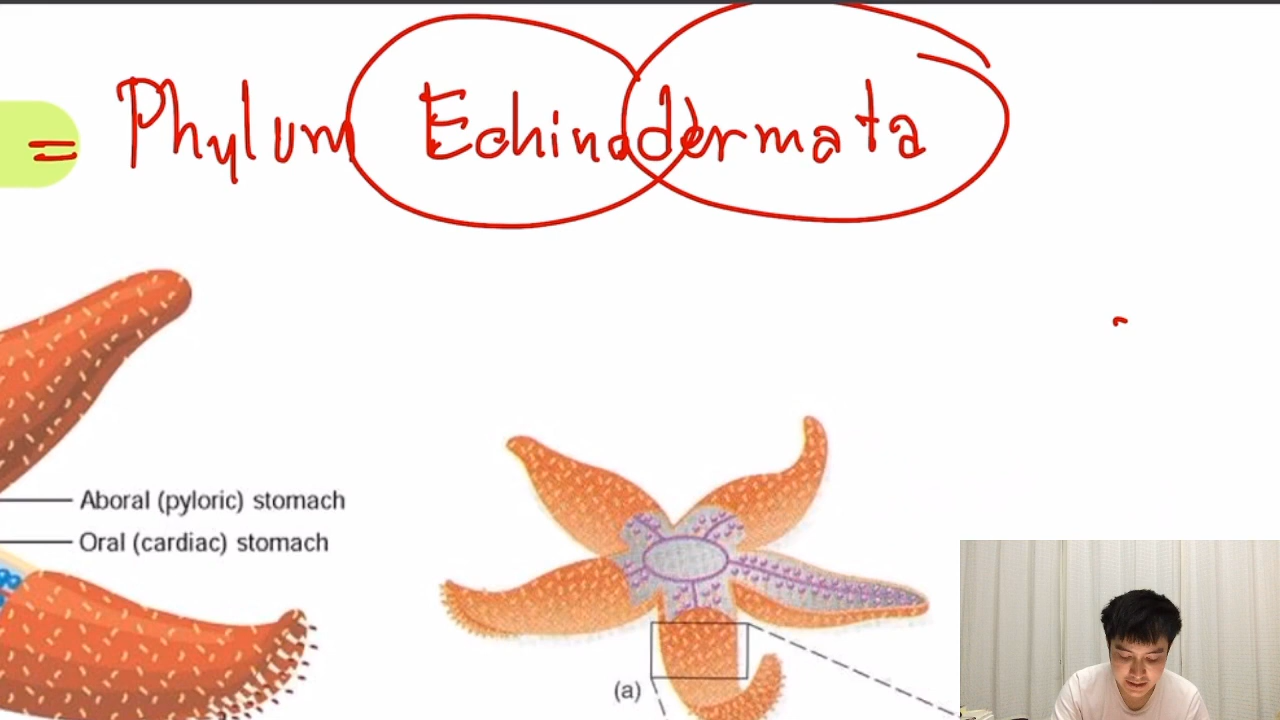 = Phylum Echinodermata
Aboral (pyloric) stomach
Oral (cardiac) stomach
(a)